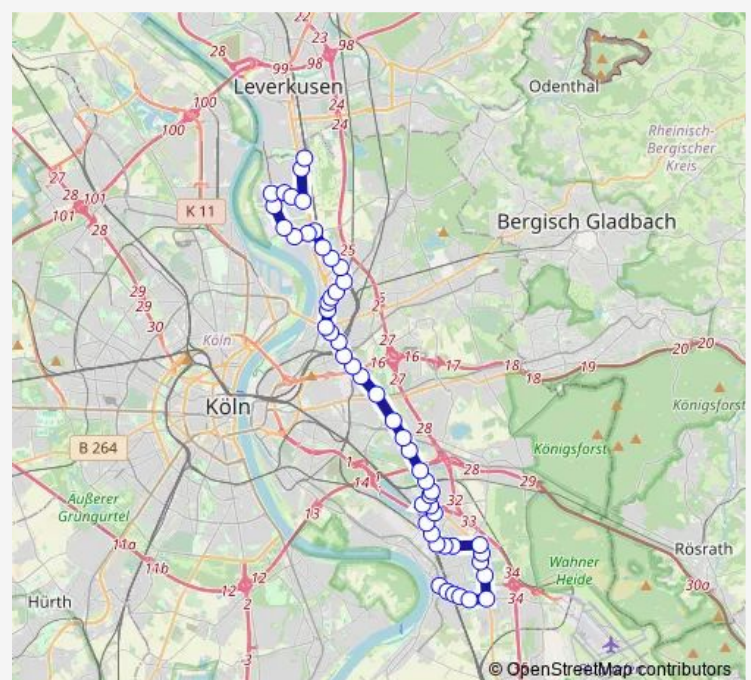 22
23
98
28
99
98
Leverkusen
Odenthal
100
24
24
100
Rheinisch-
Bergischer
Kreis
27
28
101
101
28
K 11
Bergisch Gladbach
25
29
29
30
2
Köln
27
16
16
17
27
18
18
19
20
20
Köln
Königsforst
28
B 264
1
14
28
29
Königsforst
Äußerer
Grüngürtel
13
32
33
11a
11b
12
12
2
3
Wahner
Heide
Rösrath
34
34
30a
Hürth
© OpenStreetMap contributors